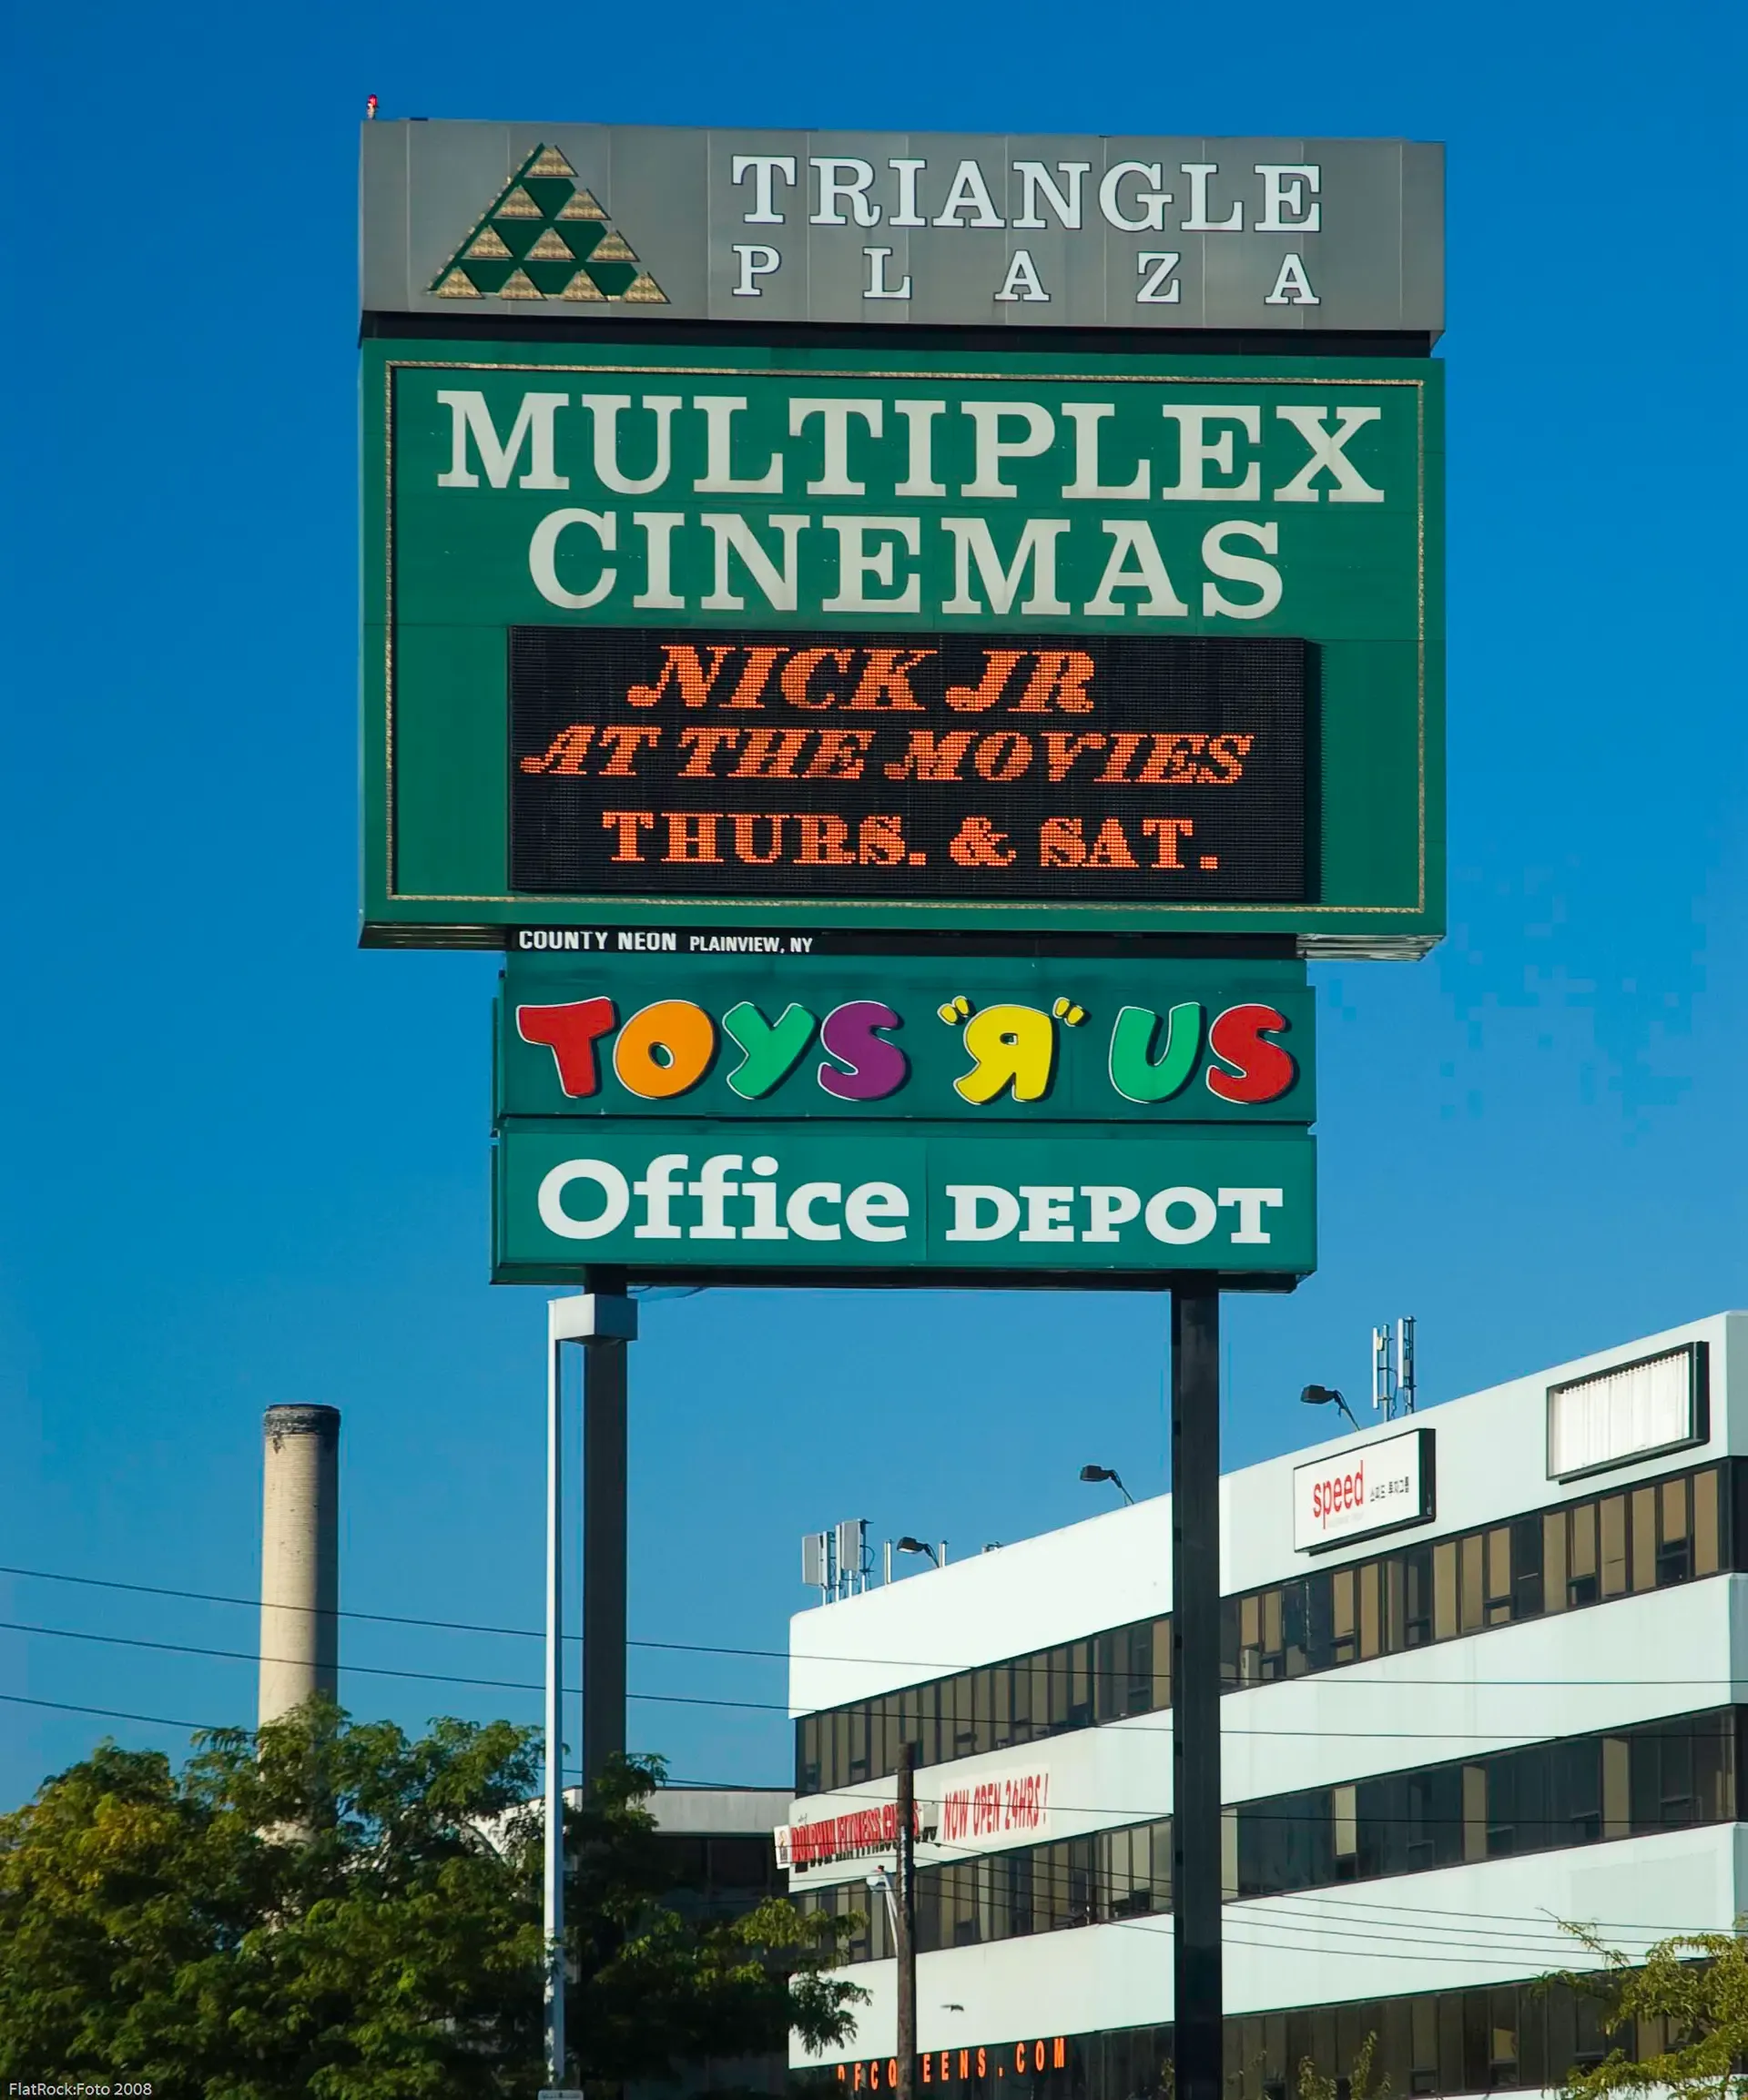 TRIANGLE
PLAZA
MULTIPLEX
CINEMAS
NICK JR
AT THE MOVIES
THURS. & SAT.
COUNTY NEON PLAINVIEW, NY
TOYS "R" US
Office DEPOT
speed
NOW OPEN 24HRS!
FlatRock:Foto 2008